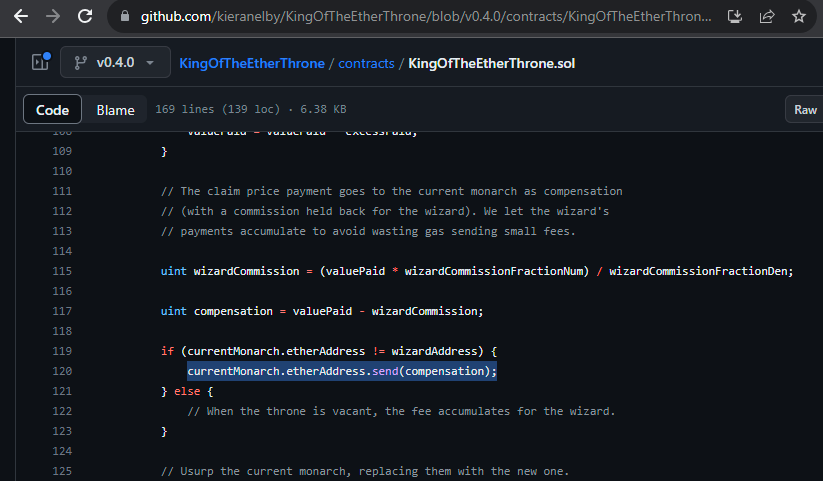 github.com/kieranelby/KingOfTheEtherThrone/blob/v0.4.0/contracts/KingOfTheEtherThron...
v0.4.0 KingOfTheEtherThrone / contracts / KingOfTheEtherThrone.sol
Code Blame 169 lines (139 loc) · 6.38 KB Raw
108 valuePaid = valuePaid - excessPaid;
109 }
110
111 // The claim price payment goes to the current monarch as compensation
112 // (with a commission held back for the wizard). We let the wizard's
113 // payments accumulate to avoid wasting gas sending small fees.
114
115 uint wizardCommission = (valuePaid * wizardCommissionFractionNum) / wizardCommissionFractionDen;
116
117 uint compensation = valuePaid - wizardCommission;
118
119 if (currentMonarch.etherAddress != wizardAddress) {
120 currentMonarch.etherAddress.send(compensation);
121 } else {
122 // When the throne is vacant, the fee accumulates for the wizard.
123 }
124
125 // Usurp the current monarch, replacing them with the new one.